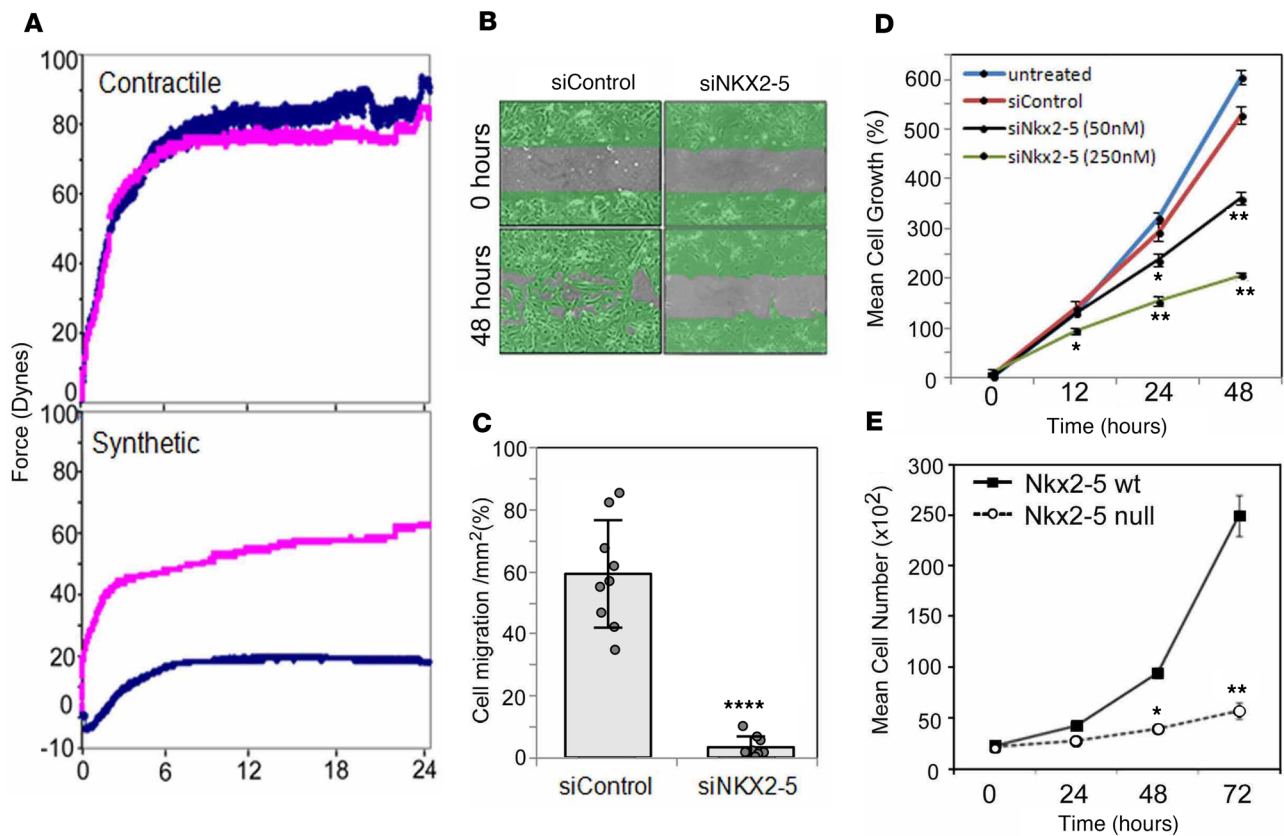 A
Force (Dynes)
100
80
60
40
20
0
Contractile
100
80
60
40
20
0
-10
Synthetic
0 6 12 18 24
B
siControl siNKX2-5
0 hours
48 hours
C
Cell migration /mm²(%)
100
80
60
40
20
0
****
siControl siNKX2-5
D
Mean Cell Growth (%)
600
500
400
300
200
100
0
untreated
siControl
siNkx2-5 (50nM)
siNkx2-5 (250nM)
**
*
**
**
*
0 12 24 48
Time (hours)
E
Mean Cell Number (x10²)
300
250
200
150
100
50
0
Nkx2-5 wt
Nkx2-5 null
**
*
0 24 48 72
Time (hours)